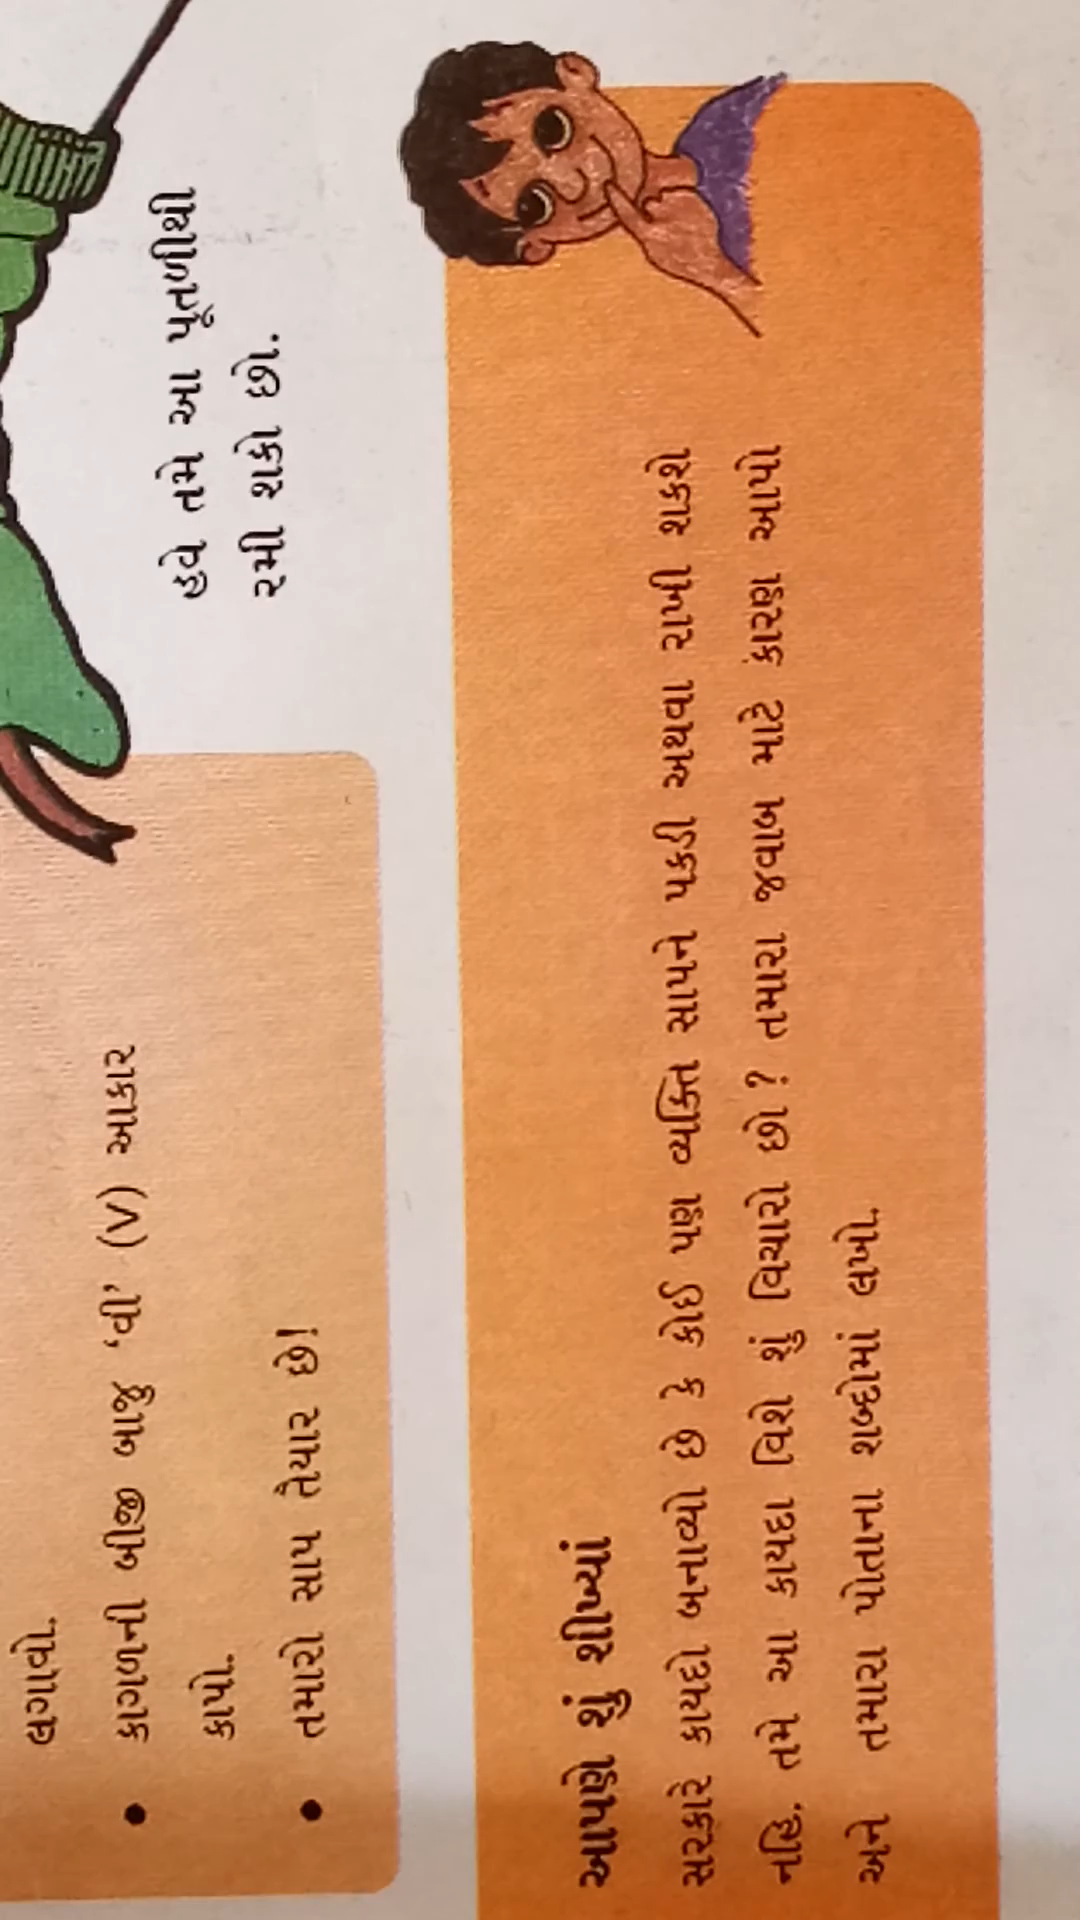 લગાવો.
કાગળની બીજી બાજુ ‘વી’ (V) આકાર
કાપો.
તમારો સાપ તૈયાર છે!
હવે તમે આ પૂતળીથી
રમી શકો છો.
આપણે શું શીખ્યાં
સરકારે કાયદો બનાવ્યો છે કે કોઈ પણ વ્યક્તિ સાપને પકડી અથવા રાખી શકશે
નહિ. તમે આ કાયદા વિશે શું વિચારો છો ? તમારા જવાબ માટે કારણ આપો
અને તમારા પોતાના શબ્દોમાં લખો.